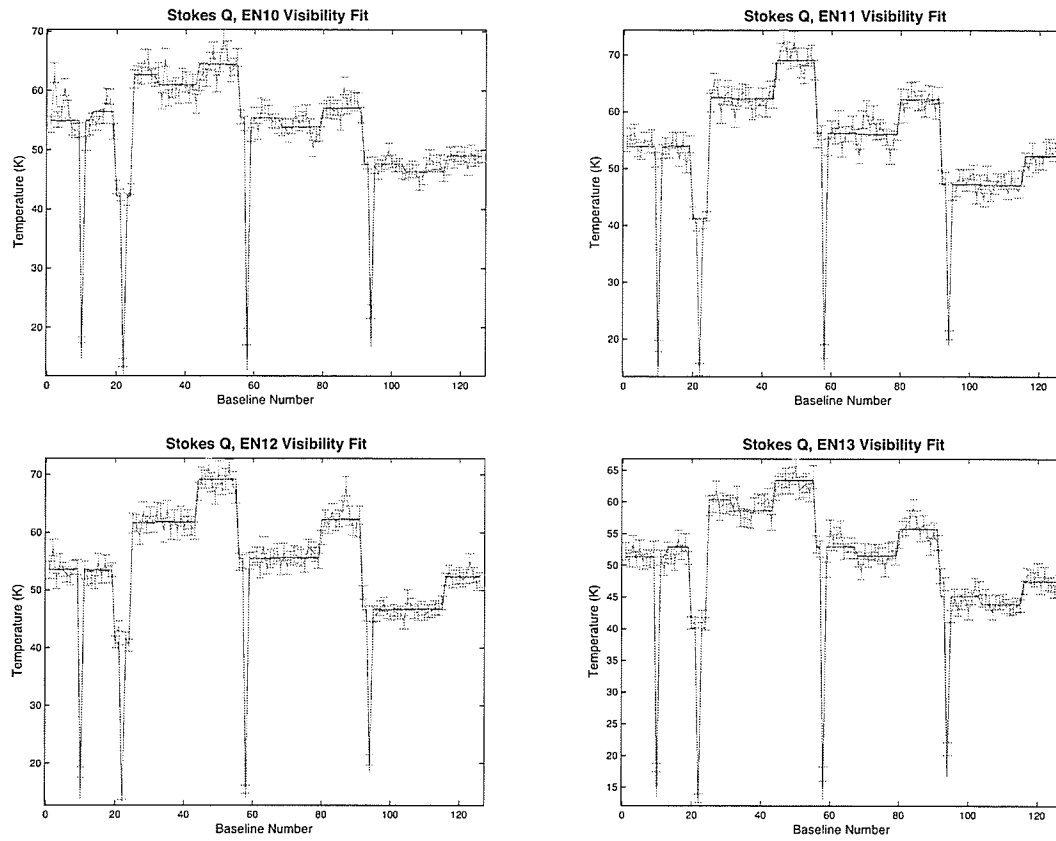 Stokes Q, EN10 Visibility Fit
70
60
50
40
30
20
Temperature (K)
0 20 40 60 80 100 120
Baseline Number
Stokes Q, EN11 Visibility Fit
70
60
50
40
30
20
Temperature (K)
0 20 40 60 80 100 120
Baseline Number
Stokes Q, EN12 Visibility Fit
70
60
50
40
30
20
Temperature (K)
0 20 40 60 80 100 120
Baseline Number
Stokes Q, EN13 Visibility Fit
65
60
55
50
45
40
35
30
25
20
15
Temperature (K)
0 20 40 60 80 100 120
Baseline Number